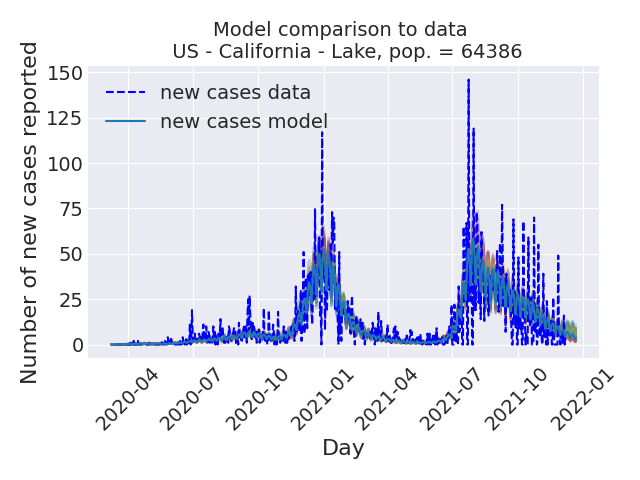 Model comparison to data
US - California - Lake, pop. = 64386
Number of new cases reported
150
125
100
75
50
25
0
new cases data
new cases model
2020-04
2020-07
2020-10
2021-01
2021-04
2021-07
2021-10
2022-01
Day